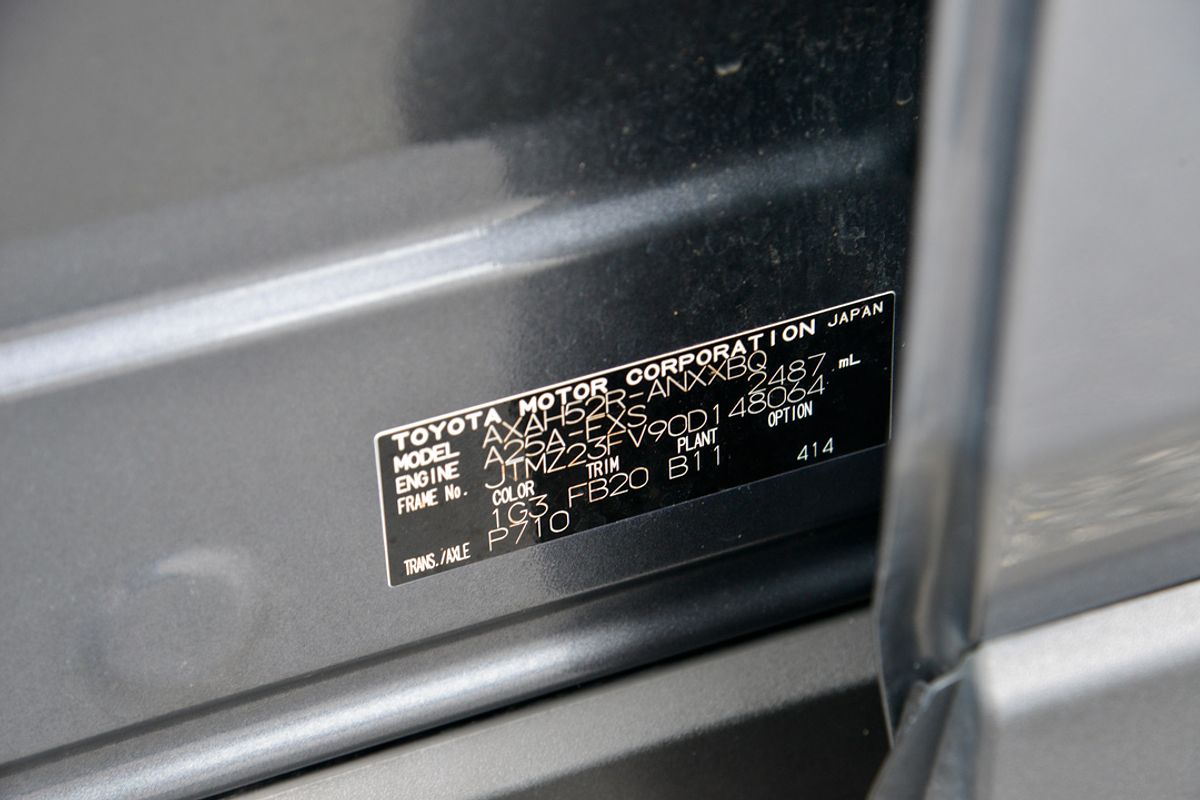 TOYOTA MOTOR CORPORATION JAPAN
MODEL AXAH52R-ANXXBQ
ENGINE A25A-FXS 2487 mL
FRAME No. JTMZ23FV90D148064
COLOR TRIM PLANT OPTION
1G3 FB20 B11 414
TRANS./AXLE P710